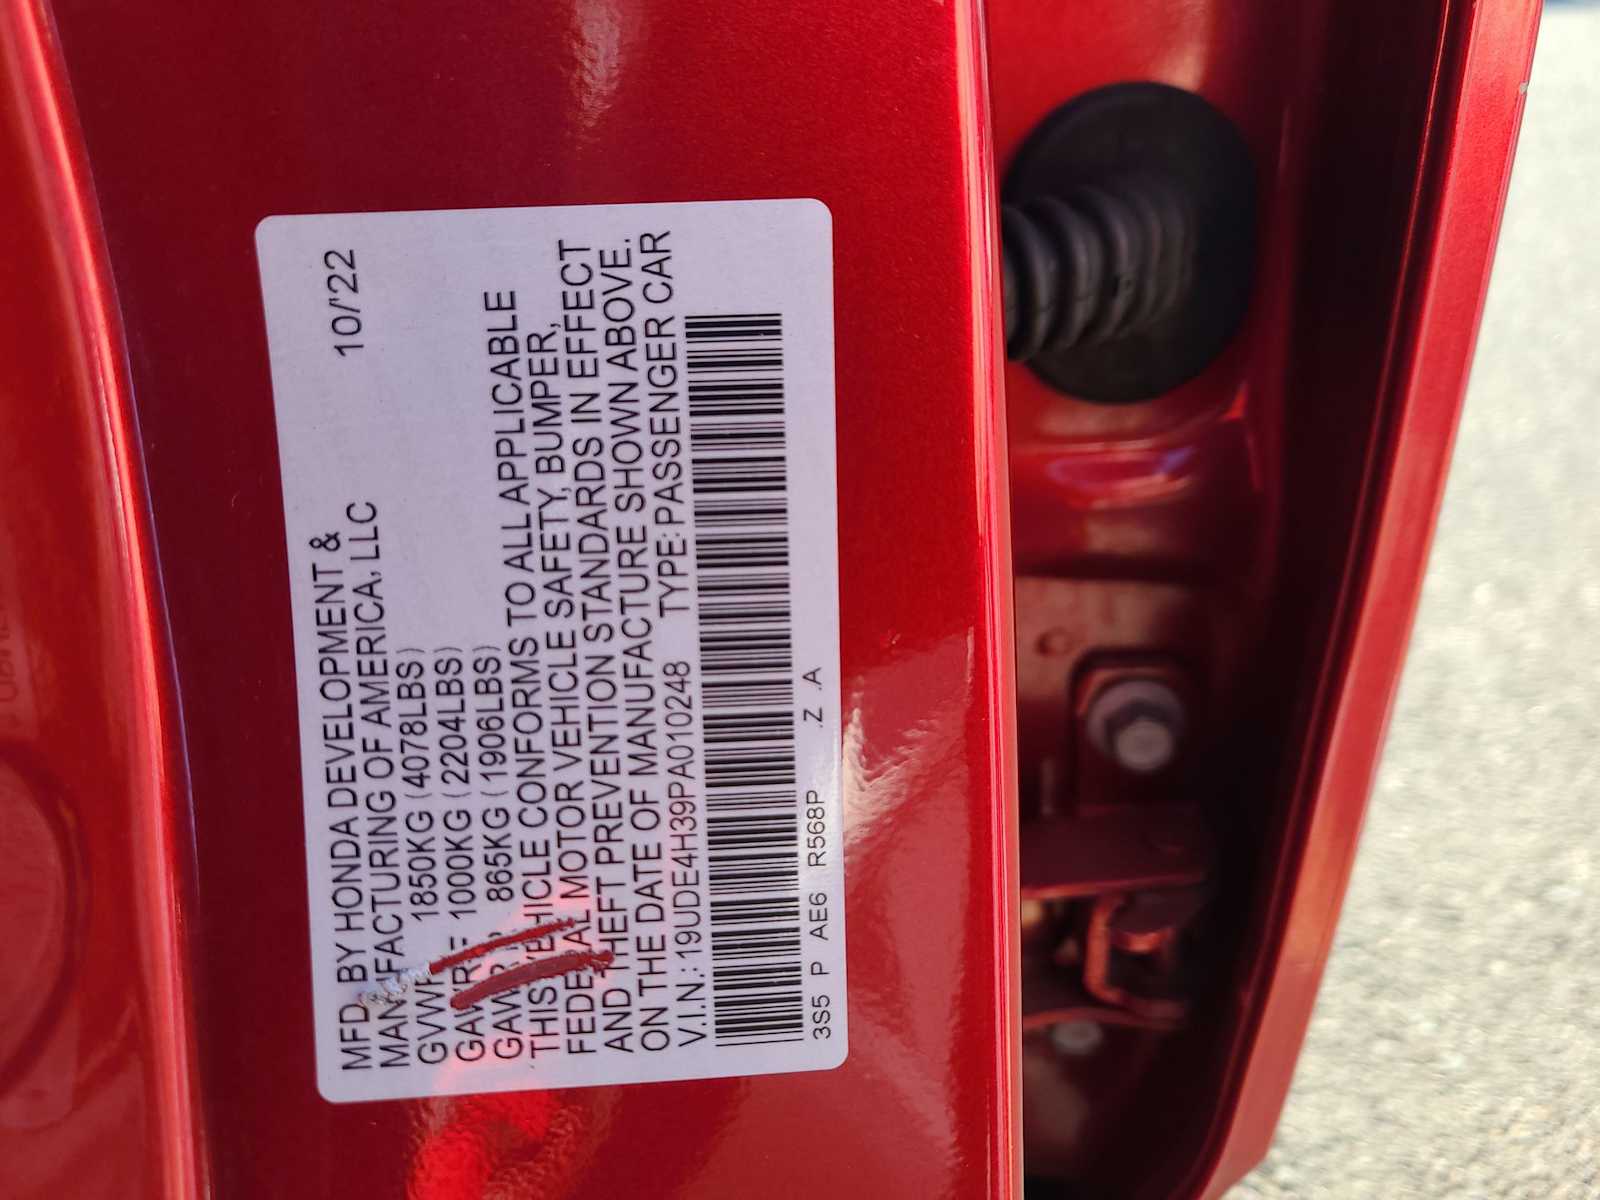 MFD. BY HONDA DEVELOPMENT & 10/'22
MANUFACTURING OF AMERICA, LLC
GVWR 1850KG (4078LBS)
GAWR F 1000KG (2204LBS)
GAWR R 865KG (1906LBS)
THIS VEHICLE CONFORMS TO ALL APPLICABLE
FEDERAL MOTOR VEHICLE SAFETY, BUMPER,
AND THEFT PREVENTION STANDARDS IN EFFECT
ON THE DATE OF MANUFACTURE SHOWN ABOVE.
V.I.N.: 19UDE4H39PA010248 TYPE: PASSENGER CAR
3S5 P AE6 R568P .Z .A